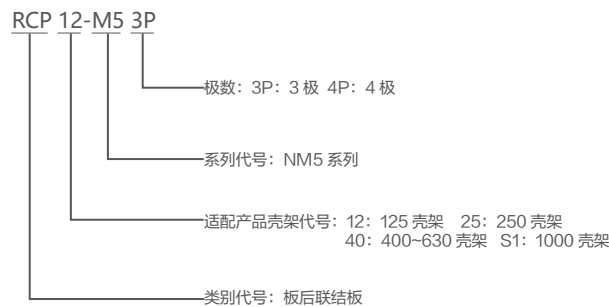 RCP 12-M5 3P
极数：3P：3 极 4P：4 极
系列代号：NM5 系列
适配产品壳架代号：12：125 壳架 25：250 壳架
40：400~630 壳架 S1：1000 壳架
类别代号：板后联结板